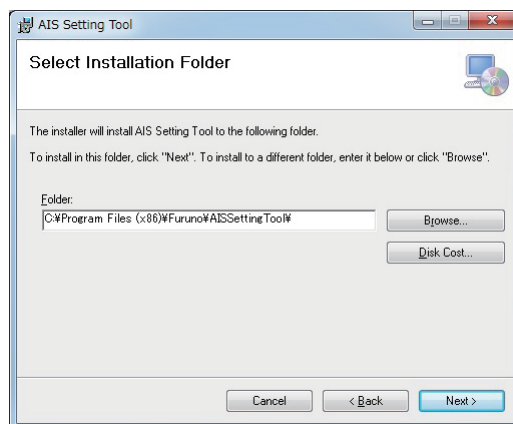 AIS Setting Tool
Select Installation Folder
The installer will install AIS Setting Tool to the following folder.
To install in this folder, click "Next". To install to a different folder, enter it below or click "Browse".
Folder:
C:¥Program Files (x86)¥Furuno¥AISSettingTool¥
Browse...
Disk Cost...
Cancel
< Back
Next >